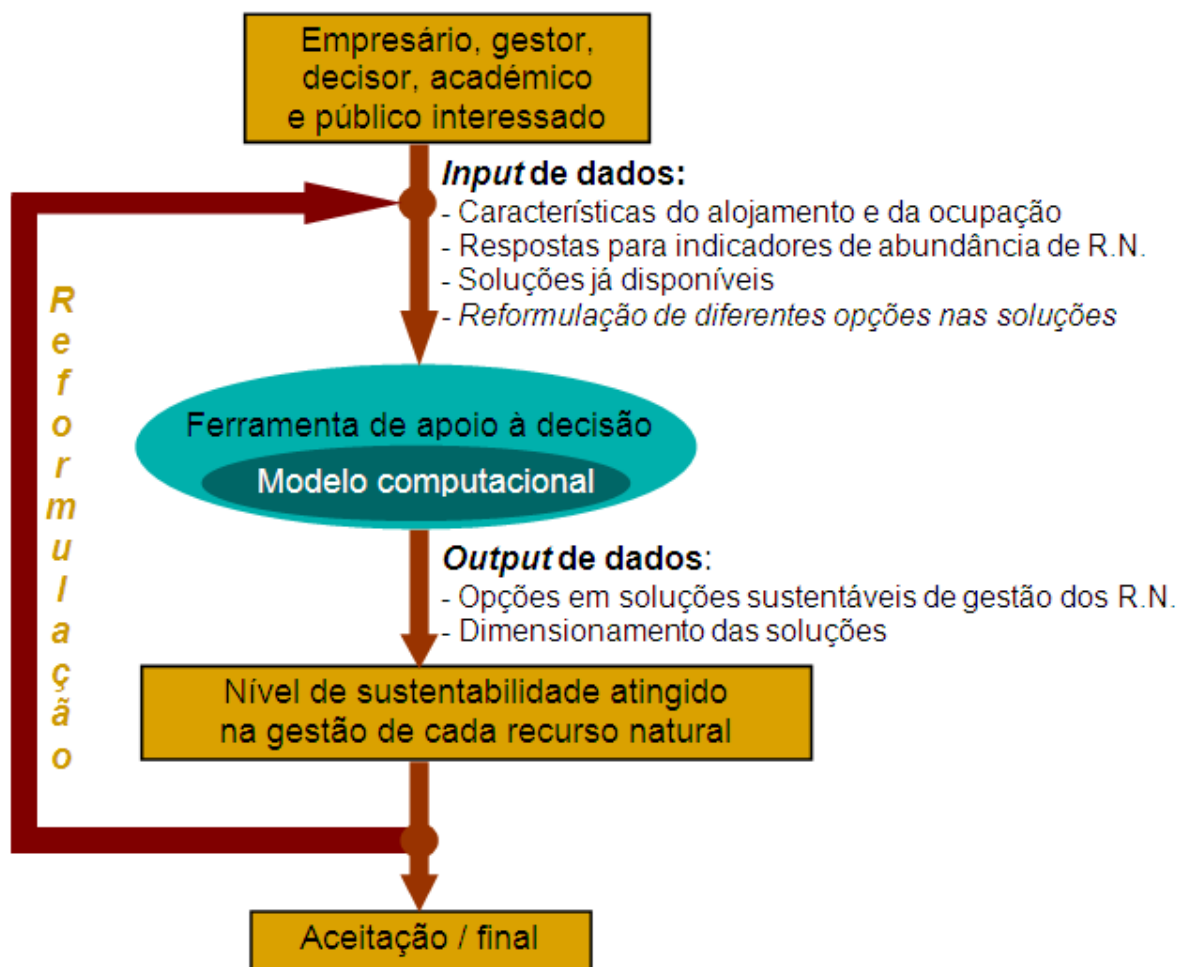 Empresário, gestor,
decisor, académico
e público interessado
Input de dados:
- Características do alojamento e da ocupação
- Respostas para indicadores de abundância de R.N.
- Soluções já disponíveis
- Reformulação de diferentes opções nas soluções
Reformulação
Ferramenta de apoio à decisão
Modelo computacional
Output de dados:
- Opções em soluções sustentáveis de gestão dos R.N.
- Dimensionamento das soluções
Nível de sustentabilidade atingido
na gestão de cada recurso natural
Aceitação / final